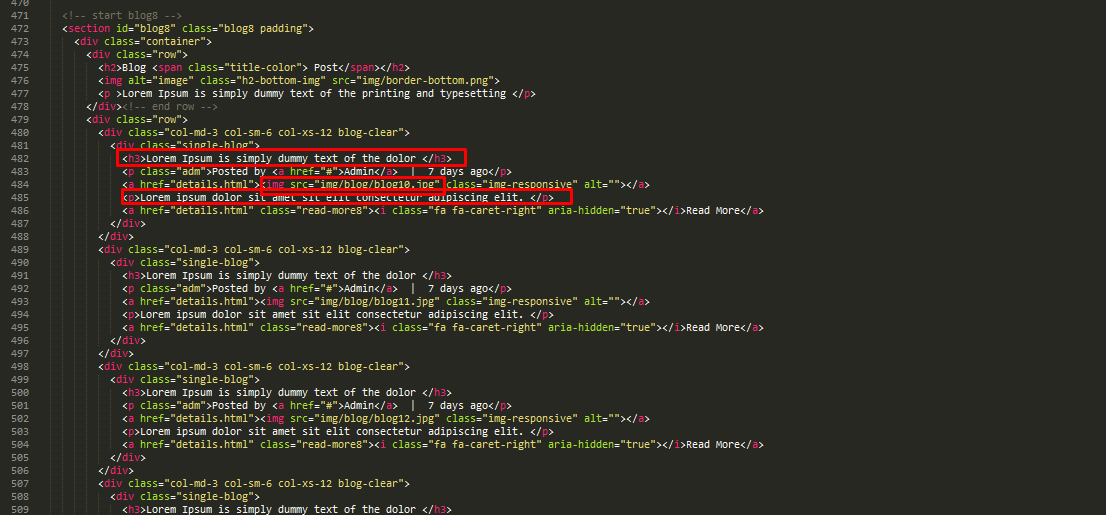 470
471 <!-- start blog8 -->
472 <section id="blog8" class="blog8 padding">
473 <div class="container">
474 <div class="row">
475 <h2>Blog <span class="title-color"> Post</span></h2>
476 <img alt="image" class="h2-bottom-img" src="img/border-bottom.png">
477 <p >Lorem Ipsum is simply dummy text of the printing and typesetting </p>
478 </div><!-- end row -->
479 <div class="row">
480 <div class="col-md-3 col-sm-6 col-xs-12 blog-clear">
481 <div class="single-blog">
482 <h3>Lorem Ipsum is simply dummy text of the dolor </h3>
483 <p class="adm">Posted by <a href="#">Admin</a> | 7 days ago</p>
484 <a href="details.html"><img src="img/blog/blog10.jpg" class="img-responsive" alt=""></a>
485 <p>Lorem ipsum dolor sit amet sit elit consectetur adipiscing elit. </p>
486 <a href="details.html" class="read-more8"><i class="fa fa-caret-right" aria-hidden="true"></i>Read More</a>
487 </div>
488 </div>
489 <div class="col-md-3 col-sm-6 col-xs-12 blog-clear">
490 <div class="single-blog">
491 <h3>Lorem Ipsum is simply dummy text of the dolor </h3>
492 <p class="adm">Posted by <a href="#">Admin</a> | 7 days ago</p>
493 <a href="details.html"><img src="img/blog/blog11.jpg" class="img-responsive" alt=""></a>
494 <p>Lorem ipsum dolor sit amet sit elit consectetur adipiscing elit. </p>
495 <a href="details.html" class="read-more8"><i class="fa fa-caret-right" aria-hidden="true"></i>Read More</a>
496 </div>
497 </div>
498 <div class="col-md-3 col-sm-6 col-xs-12 blog-clear">
499 <div class="single-blog">
500 <h3>Lorem Ipsum is simply dummy text of the dolor </h3>
501 <p class="adm">Posted by <a href="#">Admin</a> | 7 days ago</p>
502 <a href="details.html"><img src="img/blog/blog12.jpg" class="img-responsive" alt=""></a>
503 <p>Lorem ipsum dolor sit amet sit elit consectetur adipiscing elit. </p>
504 <a href="details.html" class="read-more8"><i class="fa fa-caret-right" aria-hidden="true"></i>Read More</a>
505 </div>
506 </div>
507 <div class="col-md-3 col-sm-6 col-xs-12 blog-clear">
508 <div class="single-blog">
509 <h3>Lorem Ipsum is simply dummy text of the dolor </h3>